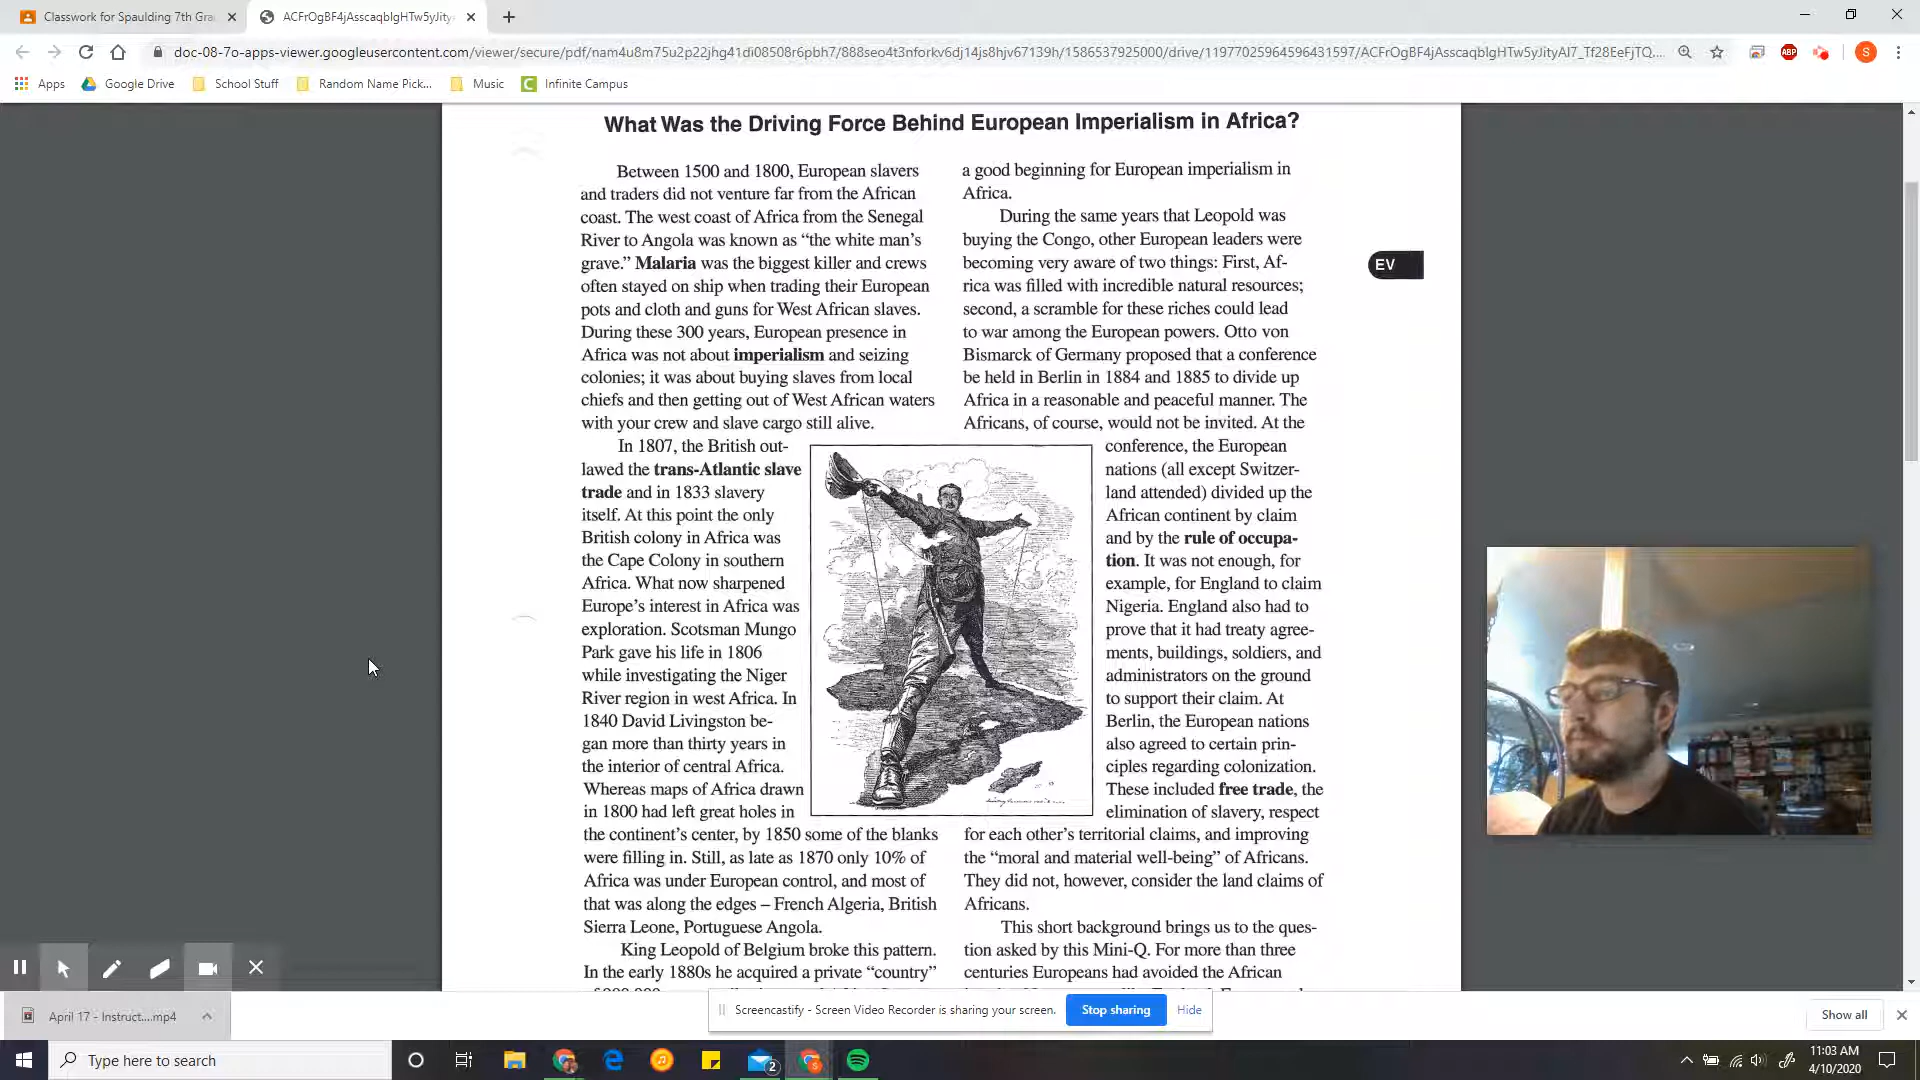 Classwork for Spaulding 7th Gra
ACFrOgBF4jAsscaqbIgHTw5yJity
doc-08-7o-apps-viewer.googleusercontent.com/viewer/secure/pdf/nam4u8m75u2p22jhg41di08508r6pbh7/888seo4t3nforkv6dj14js8hjv67139h/1586537925000/drive/11977025964596431597/ACFrOgBF4jAsscaqbIgHTw5yJityAI7_Tf28EeFjTQ....
ABP
S
Apps
Google Drive
School Stuff
Random Name Pick...
Music
Infinite Campus
What Was the Driving Force Behind European Imperialism in Africa?
Between 1500 and 1800, European slavers
and traders did not venture far from the African
coast. The west coast of Africa from the Senegal
River to Angola was known as “the white man’s
grave.” Malaria was the biggest killer and crews
often stayed on ship when trading their European
pots and cloth and guns for West African slaves.
During these 300 years, European presence in
Africa was not about imperialism and seizing
colonies; it was about buying slaves from local
chiefs and then getting out of West African waters
with your crew and slave cargo still alive.
In 1807, the British out-
lawed the trans-Atlantic slave
trade and in 1833 slavery
itself. At this point the only
British colony in Africa was
the Cape Colony in southern
Africa. What now sharpened
Europe’s interest in Africa was
exploration. Scotsman Mungo
Park gave his life in 1806
while investigating the Niger
River region in west Africa. In
1840 David Livingston be-
gan more than thirty years in
the interior of central Africa.
Whereas maps of Africa drawn
in 1800 had left great holes in
the continent’s center, by 1850 some of the blanks
were filling in. Still, as late as 1870 only 10% of
Africa was under European control, and most of
that was along the edges – French Algeria, British
Sierra Leone, Portuguese Angola.
King Leopold of Belgium broke this pattern.
In the early 1880s he acquired a private “country”
a good beginning for European imperialism in
Africa.
During the same years that Leopold was
buying the Congo, other European leaders were
becoming very aware of two things: First, Af-
rica was filled with incredible natural resources;
second, a scramble for these riches could lead
to war among the European powers. Otto von
Bismarck of Germany proposed that a conference
be held in Berlin in 1884 and 1885 to divide up
Africa in a reasonable and peaceful manner. The
Africans, of course, would not be invited. At the
conference, the European
nations (all except Switzer-
land attended) divided up the
African continent by claim
and by the rule of occupa-
tion. It was not enough, for
example, for England to claim
Nigeria. England also had to
prove that it had treaty agree-
ments, buildings, soldiers, and
administrators on the ground
to support their claim. At
Berlin, the European nations
also agreed to certain prin-
ciples regarding colonization.
These included free trade, the
elimination of slavery, respect
for each other’s territorial claims, and improving
the “moral and material well-being” of Africans.
They did not, however, consider the land claims of
Africans.
This short background brings us to the ques-
tion asked by this Mini-Q. For more than three
centuries Europeans had avoided the African
EV
Screencastify - Screen Video Recorder is sharing your screen.
Stop sharing
Hide
April 17 - Instruct....mp4
Show all
Type here to search
2
11:03 AM
4/10/2020